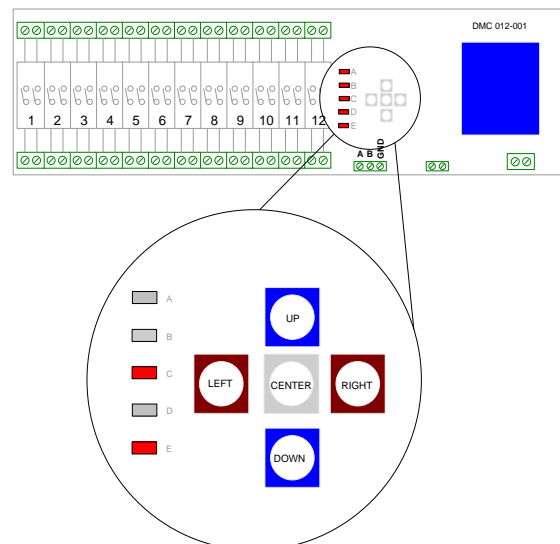 DMC 012-001
A
B
C
D
E
1 2 3 4 5 6 7 8 9 10 11 12
A B GND
A
B
C
D
E
UP
LEFT CENTER RIGHT
DOWN